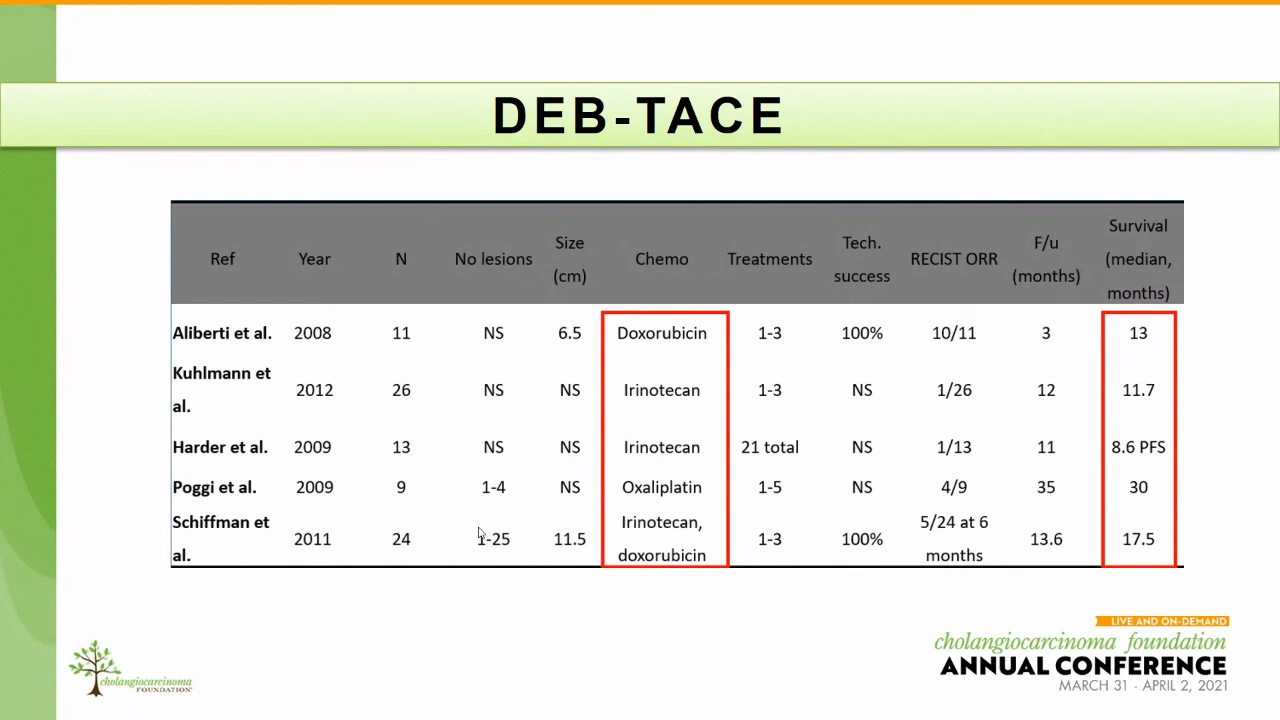 DEB-TACE
Ref Year N No lesions Size (cm) Chemo Treatments Tech. success RECIST ORR F/u (months) Survival (median, months)
Aliberti et al. 2008 11 NS 6.5 Doxorubicin 1-3 100% 10/11 3 13
Kuhlmann et al. 2012 26 NS NS Irinotecan 1-3 NS 1/26 12 11.7
Harder et al. 2009 13 NS NS Irinotecan 21 total NS 1/13 11 8.6 PFS
Poggi et al. 2009 9 1-4 NS Oxaliplatin 1-5 NS 4/9 35 30
Schiffman et al. 2011 24 1-25 11.5 Irinotecan, doxorubicin 1-3 100% 5/24 at 6 months 13.6 17.5
cholangiocarcinoma
FOUNDATION
LIVE AND ON-DEMAND
cholangiocarcinoma foundation
ANNUAL CONFERENCE
MARCH 31 - APRIL 2, 2021